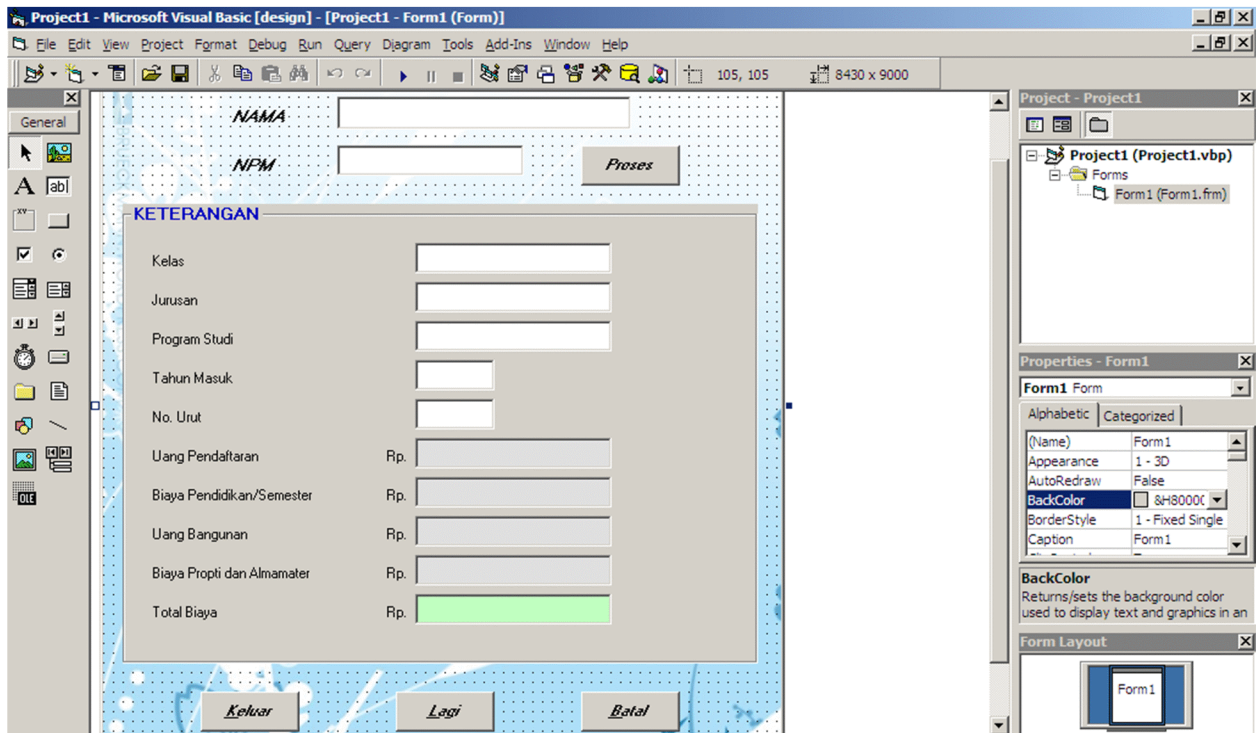 Project1 - Microsoft Visual Basic [design] - [Project1 - Form1 (Form)]
File Edit View Project Format Debug Run Query Diagram Tools Add-Ins Window Help
105, 105 8430 x 9000
General
A ab|
XY
OLE
NAMA
NPM Proses
KETERANGAN
Kelas
Jurusan
Program Studi
Tahun Masuk
No. Urut
Uang Pendaftaran Rp.
Biaya Pendidikan/Semester Rp.
Uang Bangunan Rp.
Biaya Propti dan Almamater Rp.
Total Biaya Rp.
Keluar Lagi Batal
Project - Project1
Project1 (Project1.vbp)
Forms
Form1 (Form1.frm)
Properties - Form1
Form1 Form
Alphabetic Categorized
(Name) Form1
Appearance 1 - 3D
AutoRedraw False
BackColor &H8000
BorderStyle 1 - Fixed Single
Caption Form1
BackColor
Returns/sets the background color
used to display text and graphics in an
Form Layout
Form1